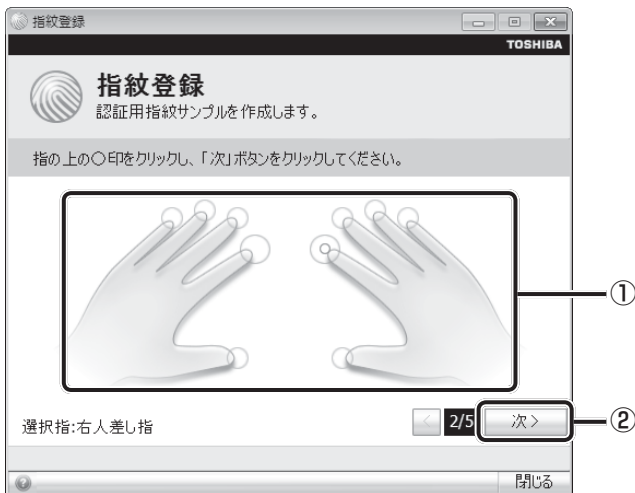 指紋登録
TOSHIBA
指紋登録
認証用指紋サンプルを作成します。
指の上の○印をクリックし、「次」ボタンをクリックしてください。
①
選択指:右人差し指
< 2/5 次>
②
閉じる